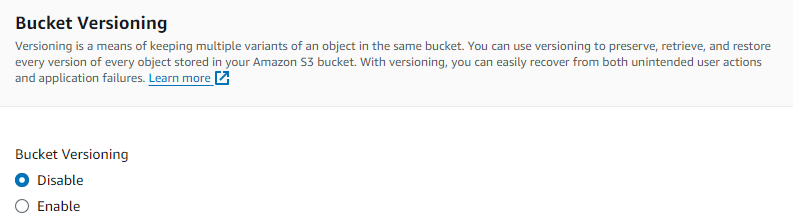 Bucket Versioning
Versioning is a means of keeping multiple variants of an object in the same bucket. You can use versioning to preserve, retrieve, and restore
every version of every object stored in your Amazon S3 bucket. With versioning, you can easily recover from both unintended user actions
and application failures. Learn more
Bucket Versioning
Disable
Enable